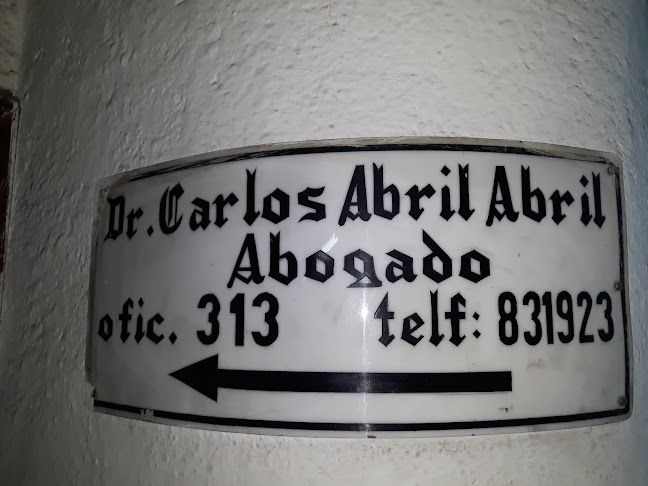 Dr. Carlos Abril Abril
Abogado
ofic. 313 telf: 831923